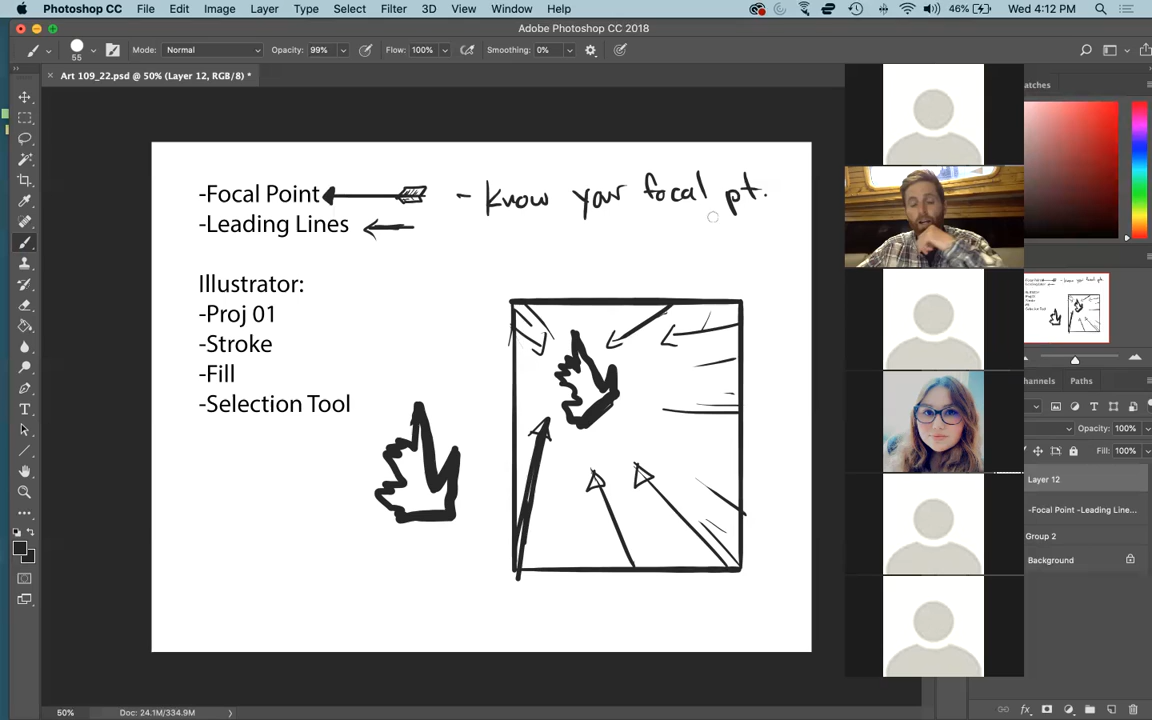 Photoshop CC File Edit Image Layer Type Select Filter 3D View Window Help 46% Wed 4:12 PM
Adobe Photoshop CC 2018
55 Mode: Normal Opacity: 99% Flow: 100% Smoothing: 0%
Art 109_22.psd @ 50% (Layer 12, RGB/8) *
atches
-Focal Point - know your focal pt.
-Leading Lines
Illustrator:
-Proj 01
-Stroke
-Fill
-Selection Tool
hannels Paths
Opacity: 100%
Fill: 100%
Layer 12
-Focal Point -Leading Line...
Group 2
Background
50% Doc: 24.1M/334.9M